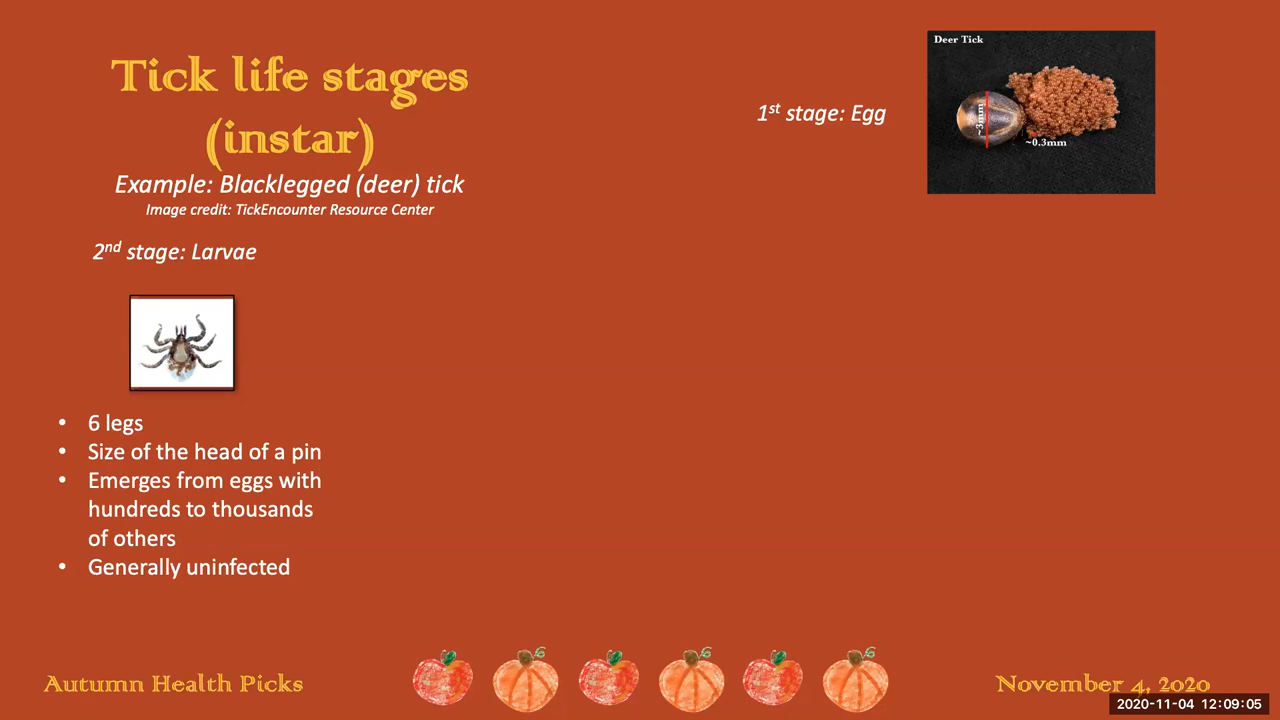 Tick life stages
(instar)
Example: Blacklegged (deer) tick
Image credit: TickEncounter Resource Center
1st stage: Egg
Deer Tick
~3mm
~0.3mm
2nd stage: Larvae
• 6 legs
• Size of the head of a pin
• Emerges from eggs with
hundreds to thousands
of others
• Generally uninfected
Autumn Health Picks
November 4, 2020
2020-11-04 12:09:05